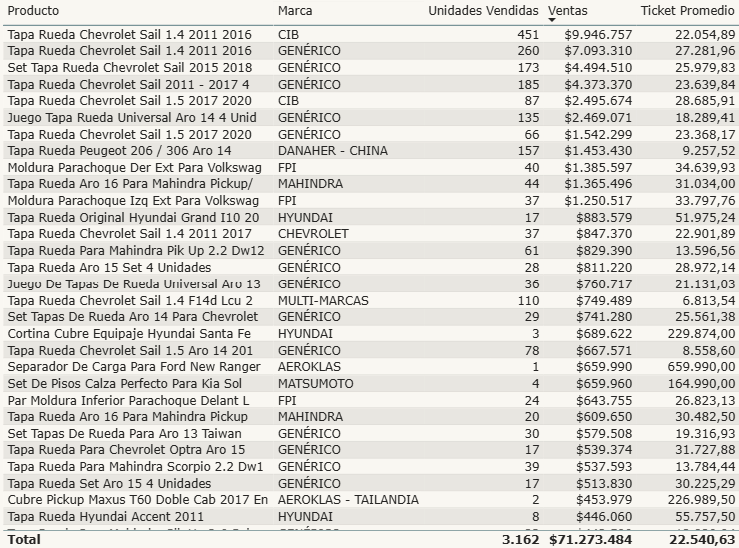 Producto Marca Unidades Vendidas Ventas Ticket Promedio
Tapa Rueda Chevrolet Sail 1.4 2011 2016 CIB 451 $9.946.757 22.054,89
Tapa Rueda Chevrolet Sail 1.4 2011 2016 GENÉRICO 260 $7.093.310 27.281,96
Set Tapa Rueda Chevrolet Sail 2015 2018 GENÉRICO 173 $4.494.510 25.979,83
Tapa Rueda Chevrolet Sail 2011 - 2017 4 GENÉRICO 185 $4.373.370 23.639,84
Tapa Rueda Chevrolet Sail 1.5 2017 2020 CIB 87 $2.495.674 28.685,91
Juego Tapa Rueda Universal Aro 14 4 Unid GENÉRICO 135 $2.469.071 18.289,41
Tapa Rueda Chevrolet Sail 1.5 2017 2020 GENÉRICO 66 $1.542.299 23.368,17
Tapa Rueda Peugeot 206 / 306 Aro 14 DANAHER - CHINA 157 $1.453.430 9.257,52
Moldura Parachoque Der Ext Para Volkswag FPI 40 $1.385.597 34.639,93
Tapa Rueda Aro 16 Para Mahindra Pickup/ MAHINDRA 44 $1.365.496 31.034,00
Moldura Parachoque Izq Ext Para Volkswag FPI 37 $1.250.517 33.797,76
Tapa Rueda Original Hyundai Grand I10 20 HYUNDAI 17 $883.579 51.975,24
Tapa Rueda Chevrolet Sail 1.4 2011 2017 CHEVROLET 37 $847.370 22.901,89
Tapa Rueda Para Mahindra Pik Up 2.2 Dw12 GENÉRICO 61 $829.390 13.596,56
Tapa Rueda Aro 15 Set 4 Unidades GENÉRICO 28 $811.220 28.972,14
Juego De Tapas De Rueda Universal Aro 13 GENÉRICO 36 $760.717 21.131,03
Tapa Rueda Chevrolet Sail 1.4 F14d Lcu 2 MULTI-MARCAS 110 $749.489 6.813,54
Set Tapas De Rueda Aro 14 Para Chevrolet GENÉRICO 29 $741.280 25.561,38
Cortina Cubre Equipaje Hyundai Santa Fe HYUNDAI 3 $689.622 229.874,00
Tapa Rueda Chevrolet Sail 1.5 Aro 14 201 GENÉRICO 78 $667.571 8.558,60
Separador De Carga Para Ford New Ranger AEROKLAS 1 $659.990 659.990,00
Set De Pisos Calza Perfecto Para Kia Sol MATSUMOTO 4 $659.960 164.990,00
Par Moldura Inferior Parachoque Delant L FPI 24 $643.755 26.823,13
Tapa Rueda Aro 16 Para Mahindra Pickup MAHINDRA 20 $609.650 30.482,50
Set Tapas De Rueda Para Aro 13 Taiwan GENÉRICO 30 $579.508 19.316,93
Tapa Rueda Para Chevrolet Optra Aro 15 GENÉRICO 17 $539.374 31.727,88
Tapa Rueda Para Mahindra Scorpio 2.2 Dw1 GENÉRICO 39 $537.593 13.784,44
Tapa Rueda Set Aro 15 4 Unidades GENÉRICO 17 $513.830 30.225,29
Cubre Pickup Maxus T60 Doble Cab 2017 En AEROKLAS - TAILANDIA 2 $453.979 226.989,50
Tapa Rueda Hyundai Accent 2011 HYUNDAI 8 $446.060 55.757,50
Total 3.162 $71.273.484 22.540,63